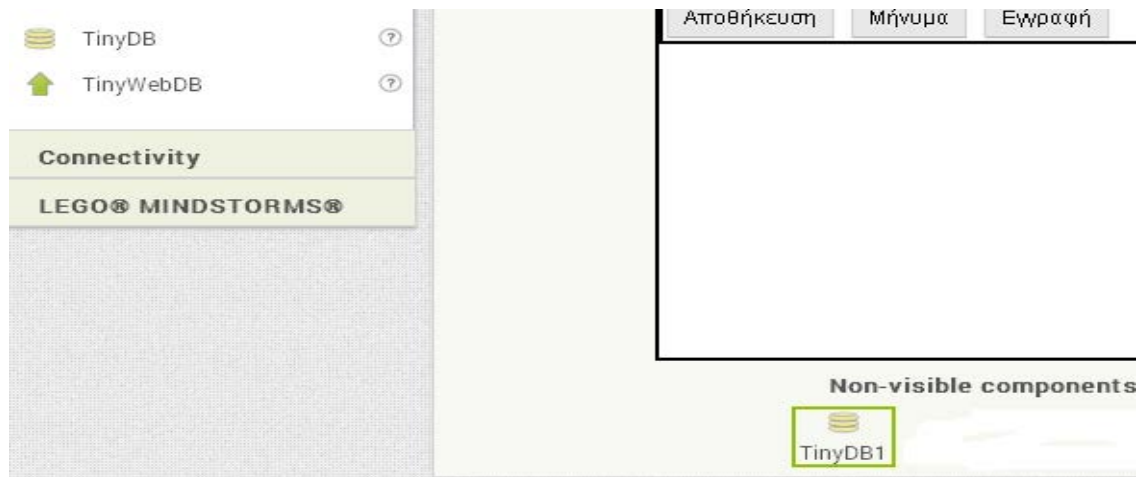 TinyDB
?
TinyWebDB
?
Connectivity
LEGO® MINDSTORMS®
Αποθήκευση Μήνυμα Εγγραφή
Non-visible components
TinyDB1